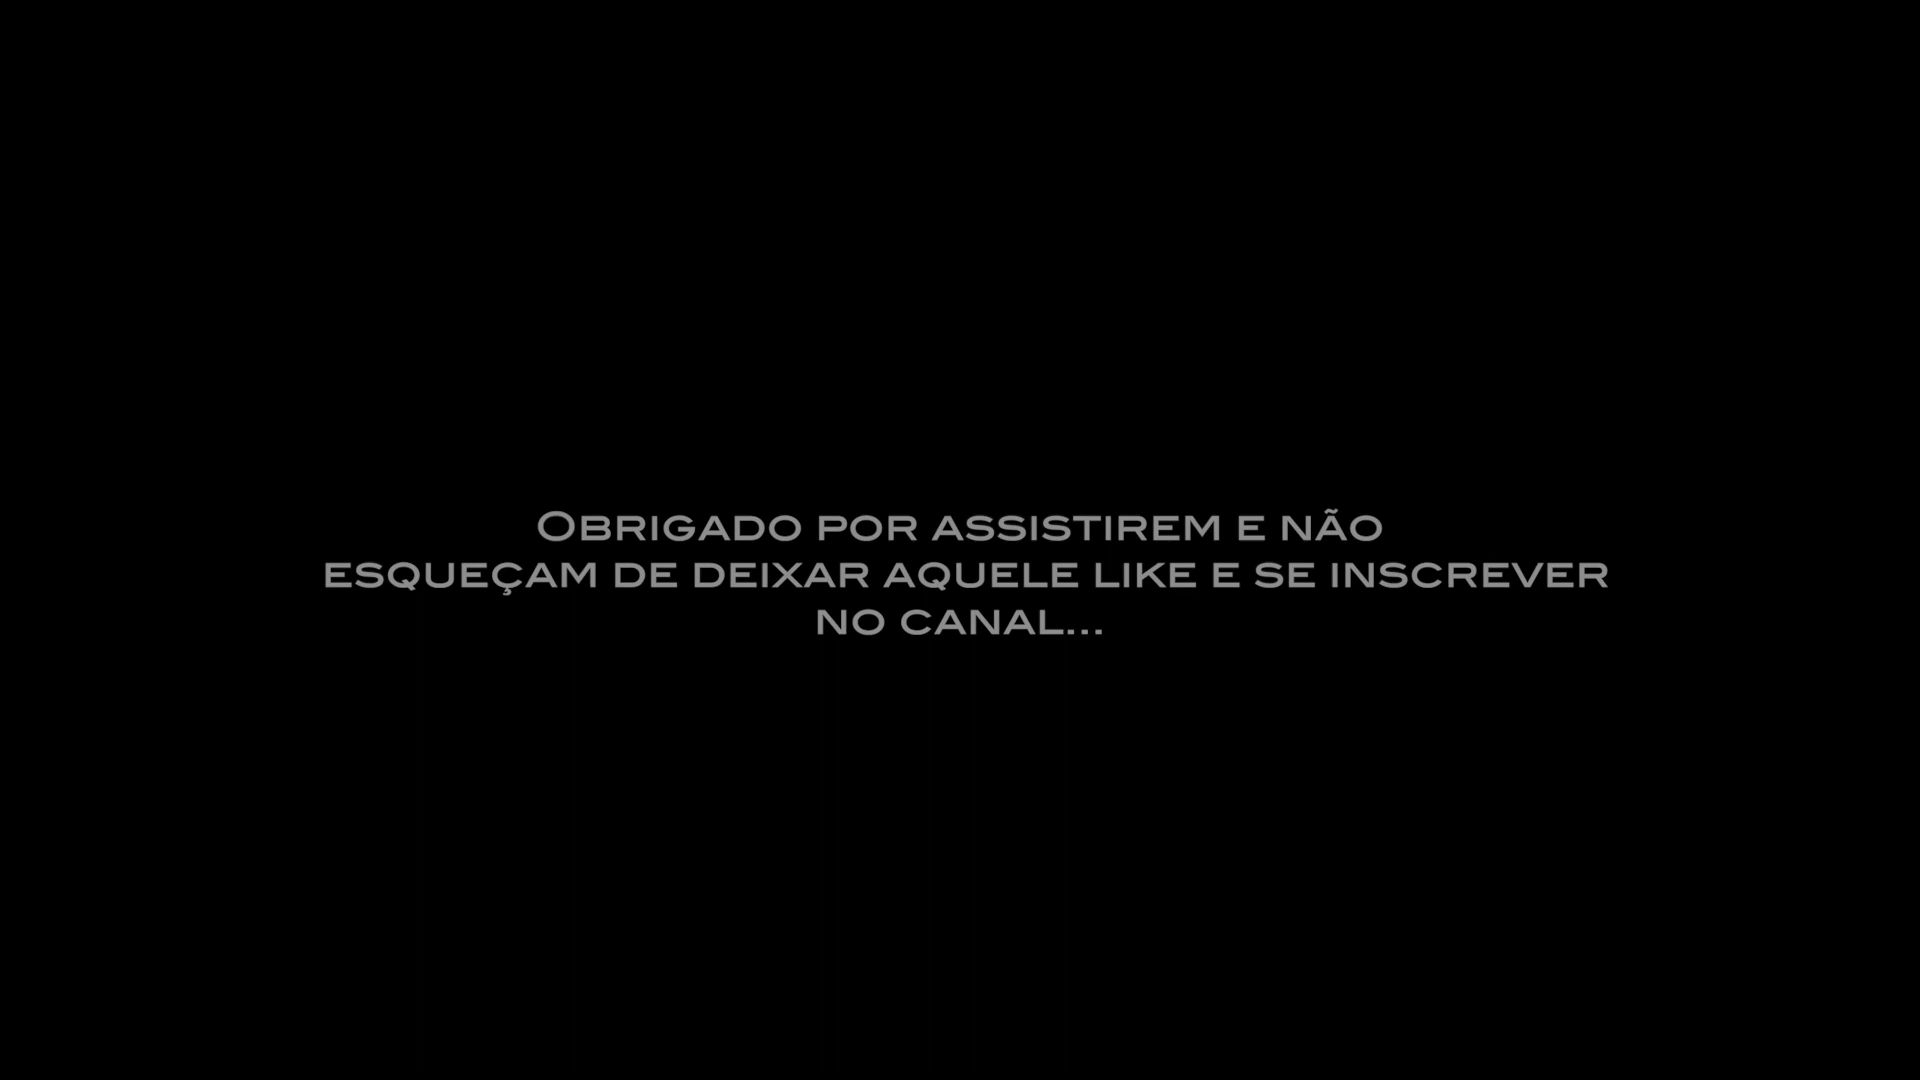 Obrigado por assistirem e não
esqueçam de deixar aquele like e se inscrever
no canal...